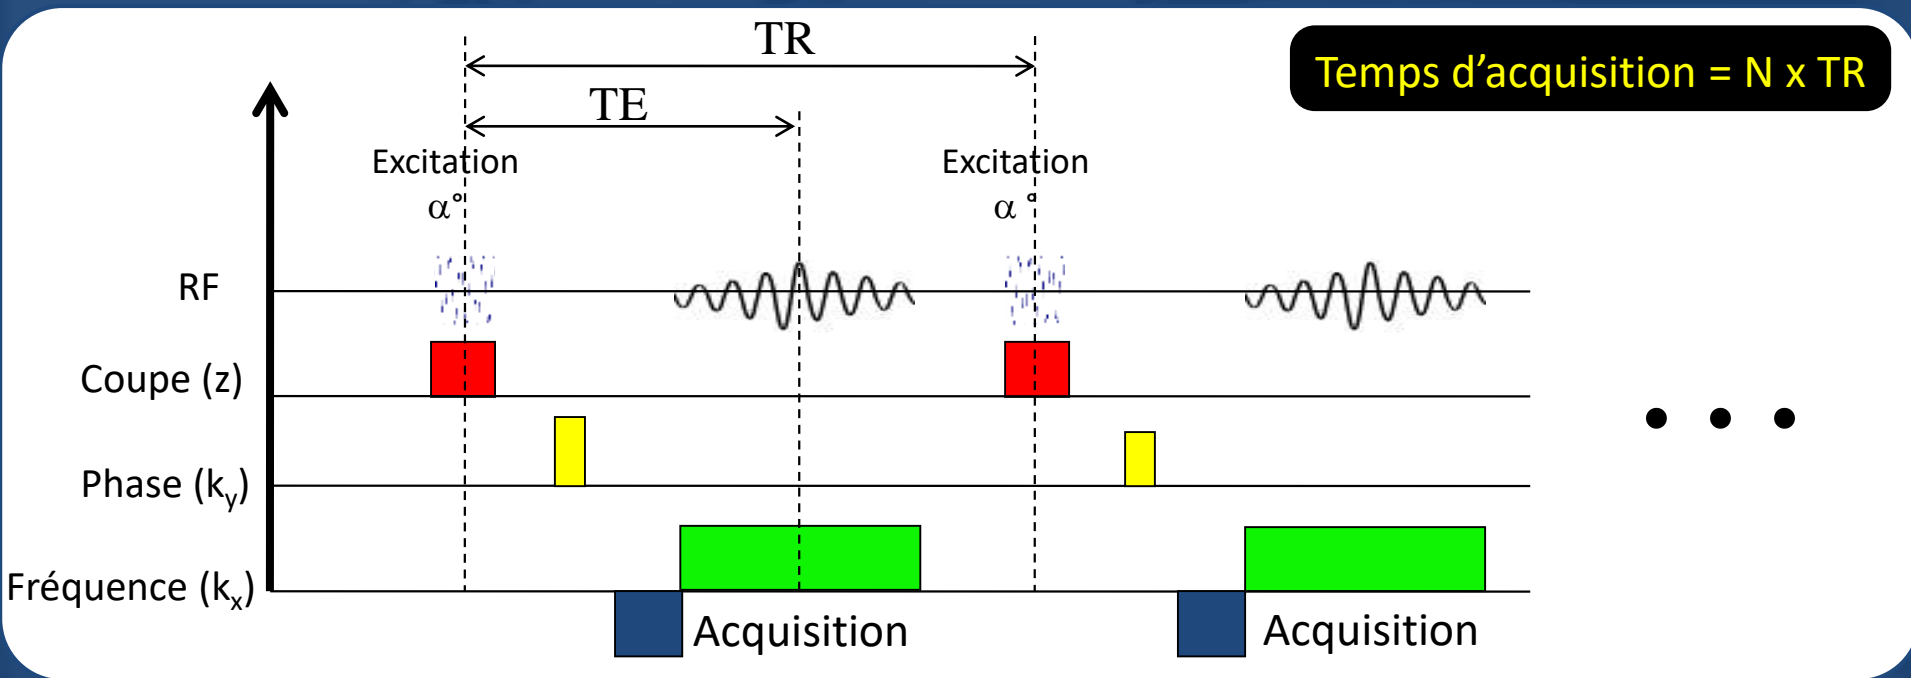 TR
Temps d’acquisition = N x TR
TE
Excitation
α°
Excitation
α °
RF
Coupe (z)
Phase (ky)
Fréquence (kx)
Acquisition
Acquisition